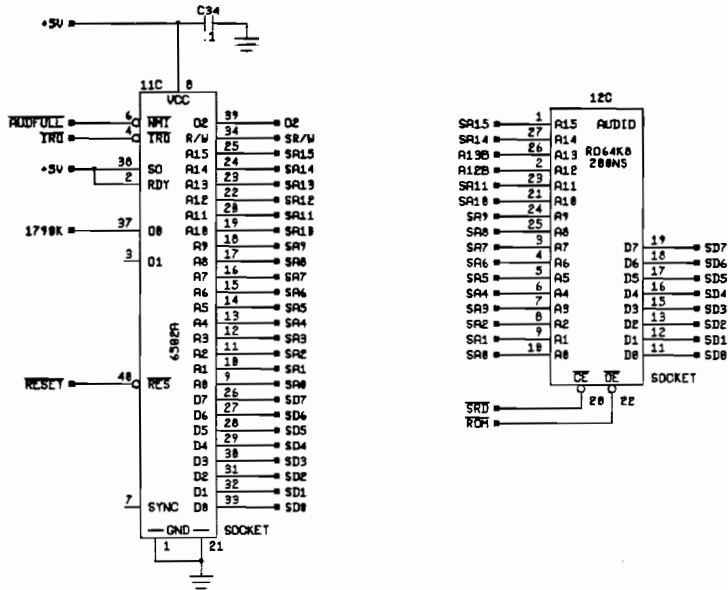 +5V
C34
.1
11C
8
VCC
AUDFULL 6 NMI
IRQ 4 IRQ
+5V 38 SO
2 RDY
1790K 37 00
3 01
RESET 40 RES
7 SYNC
6502A
02 39 02
R/W 34 SR/W
A15 25 SA15
A14 24 SA14
A13 23 SA13
A12 22 SA12
A11 20 SA11
A10 19 SA10
A9 18 SA9
A8 17 SA8
A7 16 SA7
A6 15 SA6
A5 14 SA5
A4 13 SA4
A3 12 SA3
A2 11 SA2
A1 10 SA1
A0 9 SA0
D7 26 SD7
D6 27 SD6
D5 28 SD5
D4 29 SD4
D3 30 SD3
D2 31 SD2
D1 32 SD1
D0 33 SD0
GND SOCKET
1 21
12C
AUDIO
RO64K8
200NS
SA15 1 A15
SA14 27 A14
A13B 26 A13
A12B 2 A12
SA11 23 A11
SA10 21 A10
SA9 24 A9
SA8 25 A8
SA7 3 A7
SA6 4 A6
SA5 5 A5
SA4 6 A4
SA3 7 A3
SA2 8 A2
SA1 9 A1
SA0 10 A0
D7 19 SD7
D6 18 SD6
D5 17 SD5
D4 16 SD4
D3 15 SD3
D2 13 SD2
D1 12 SD1
D0 11 SD0
CE OE SOCKET
20 22
SRD
ROM